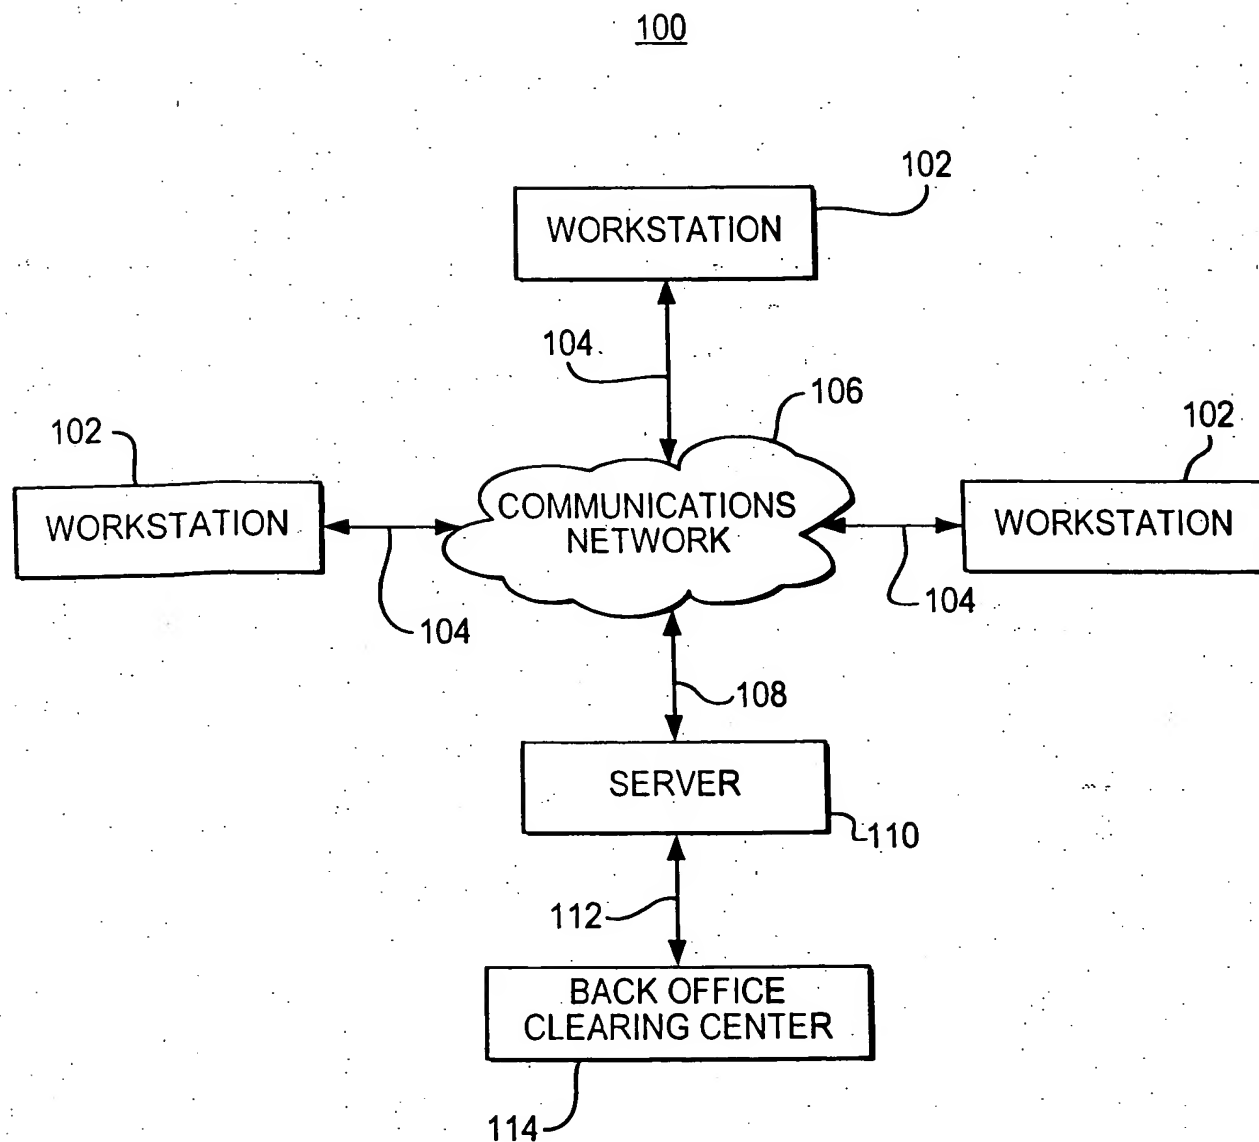 100
102
WORKSTATION
104
106
102
102
WORKSTATION
COMMUNICATIONS
NETWORK
WORKSTATION
104
104
108
SERVER
110
112
BACK OFFICE
CLEARING CENTER
114